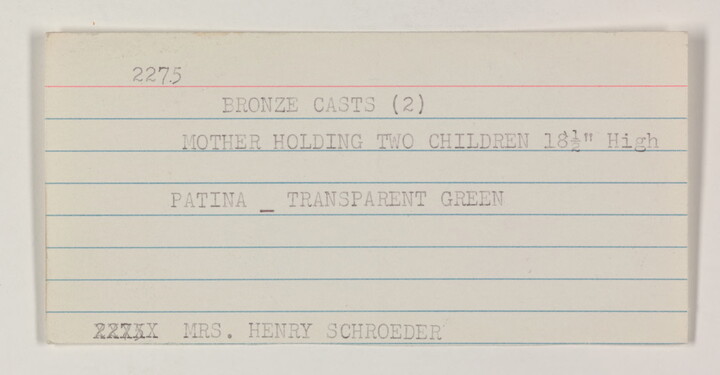 2275
BRONZE CASTS (2)
MOTHER HOLDING TWO CHILDREN 18½" High
PATINA _ TRANSPARENT GREEN
MRS. HENRY SCHROEDER